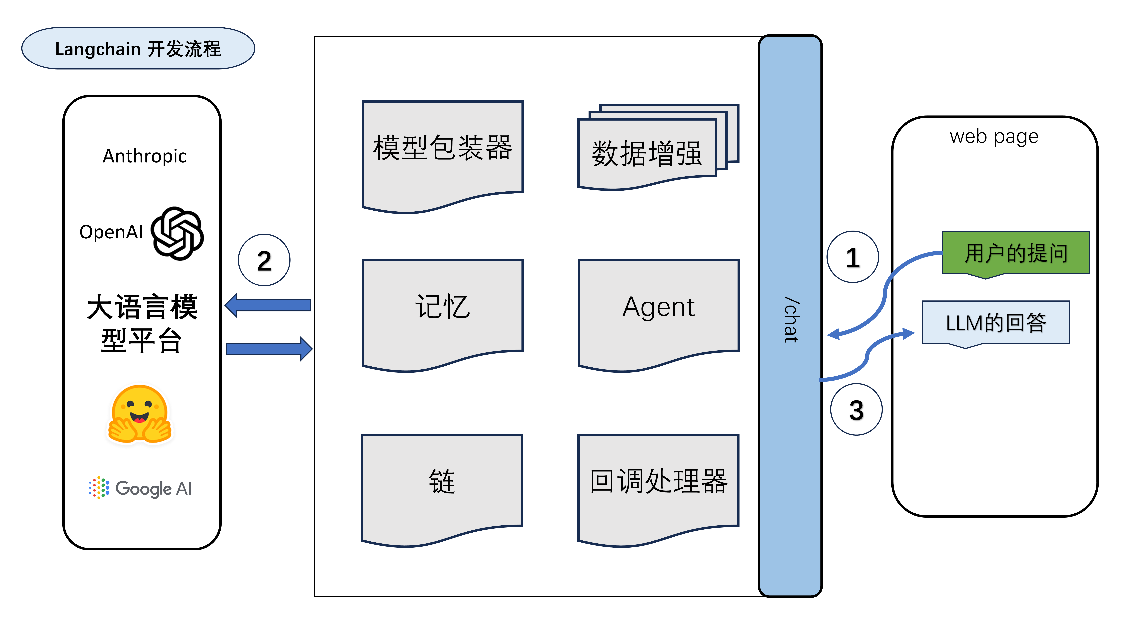 Langchain 开发流程
Anthropic
OpenAI
大语言模
型平台
Google AI
2
模型包装器
数据增强
记忆
Agent
链
回调处理器
/chat
1
3
web page
用户的提问
LLM的回答